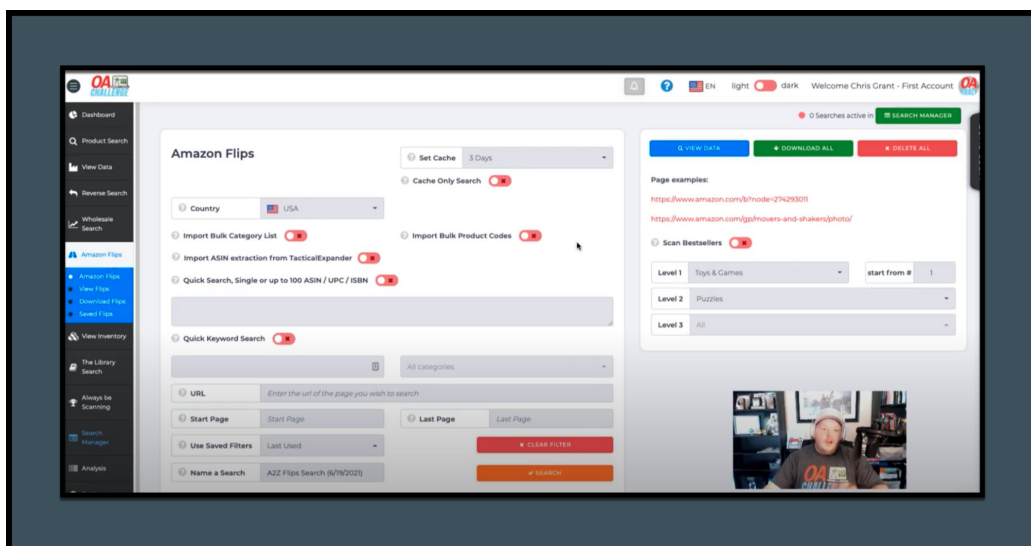 OA
CHALLENGE
EN
light
dark
Welcome Chris Grant - First Account
OA
Dashboard
Product Search
View Data
Reverse Search
Wholesale
Search
Amazon Flips
Amazon Flips
View Flips
Download Flips
Saved Flips
View Inventory
The Library
Search
Always be
Scanning
Search
Manager
Analysis
0 Searches active in
SEARCH MANAGER
Amazon Flips
Set Cache
3 Days
Cache Only Search
Country
USA
Import Bulk Category List
Import Bulk Product Codes
Import ASIN extraction from TacticalExpander
Quick Search, Single or up to 100 ASIN / UPC / ISBN
Quick Keyword Search
All categories
URL
Enter the url of the page you wish to search
Start Page
Start Page
Last Page
Last Page
Use Saved Filters
Last Used
CLEAR FILTER
Name a Search
A2Z Flips Search (6/19/2021)
SEARCH
VIEW DATA
DOWNLOAD ALL
DELETE ALL
Page examples:
https://www.amazon.com/b?node=274293011
https://www.amazon.com/gp/movers-and-shakers/photo/
Scan Bestsellers
Level 1
Toys & Games
start from #
1
Level 2
Puzzles
Level 3
All
OA
CHALLENGE